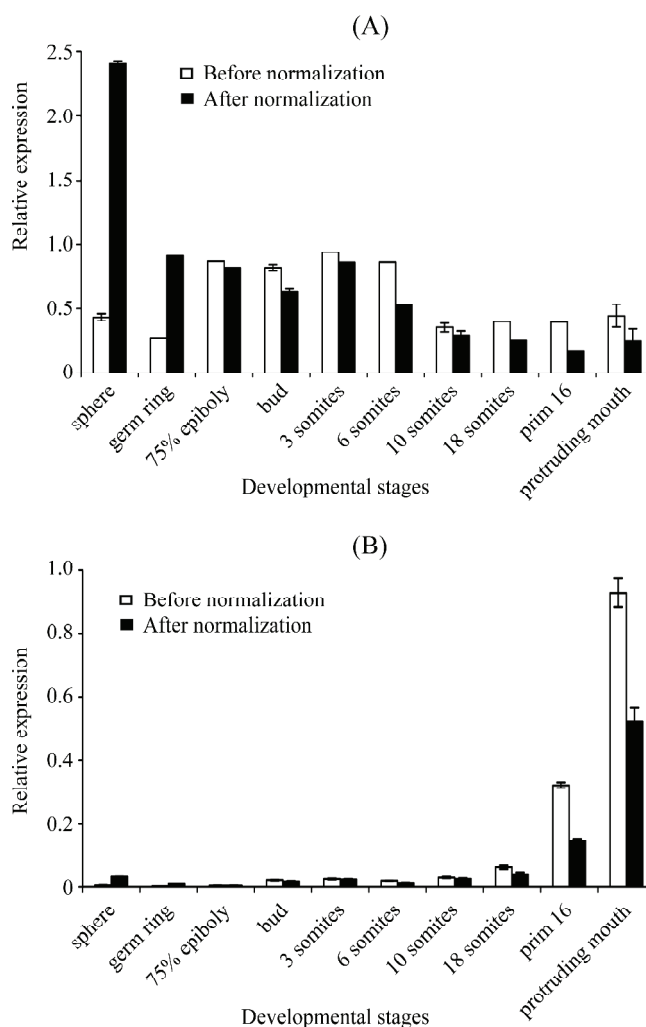 (A)
2.5
2.0
1.5
1.0
0.5
0
Relative expression
Before normalization
After normalization
sphere
germ ring
75% epiboly
bud
3 somites
6 somites
10 somites
18 somites
prim 16
protruding mouth
Developmental stages
(B)
1.0
0.8
0.6
0.4
0.2
0
Relative expression
Before normalization
After normalization
sphere
germ ring
75% epiboly
bud
3 somites
6 somites
10 somites
18 somites
prim 16
protruding mouth
Developmental stages